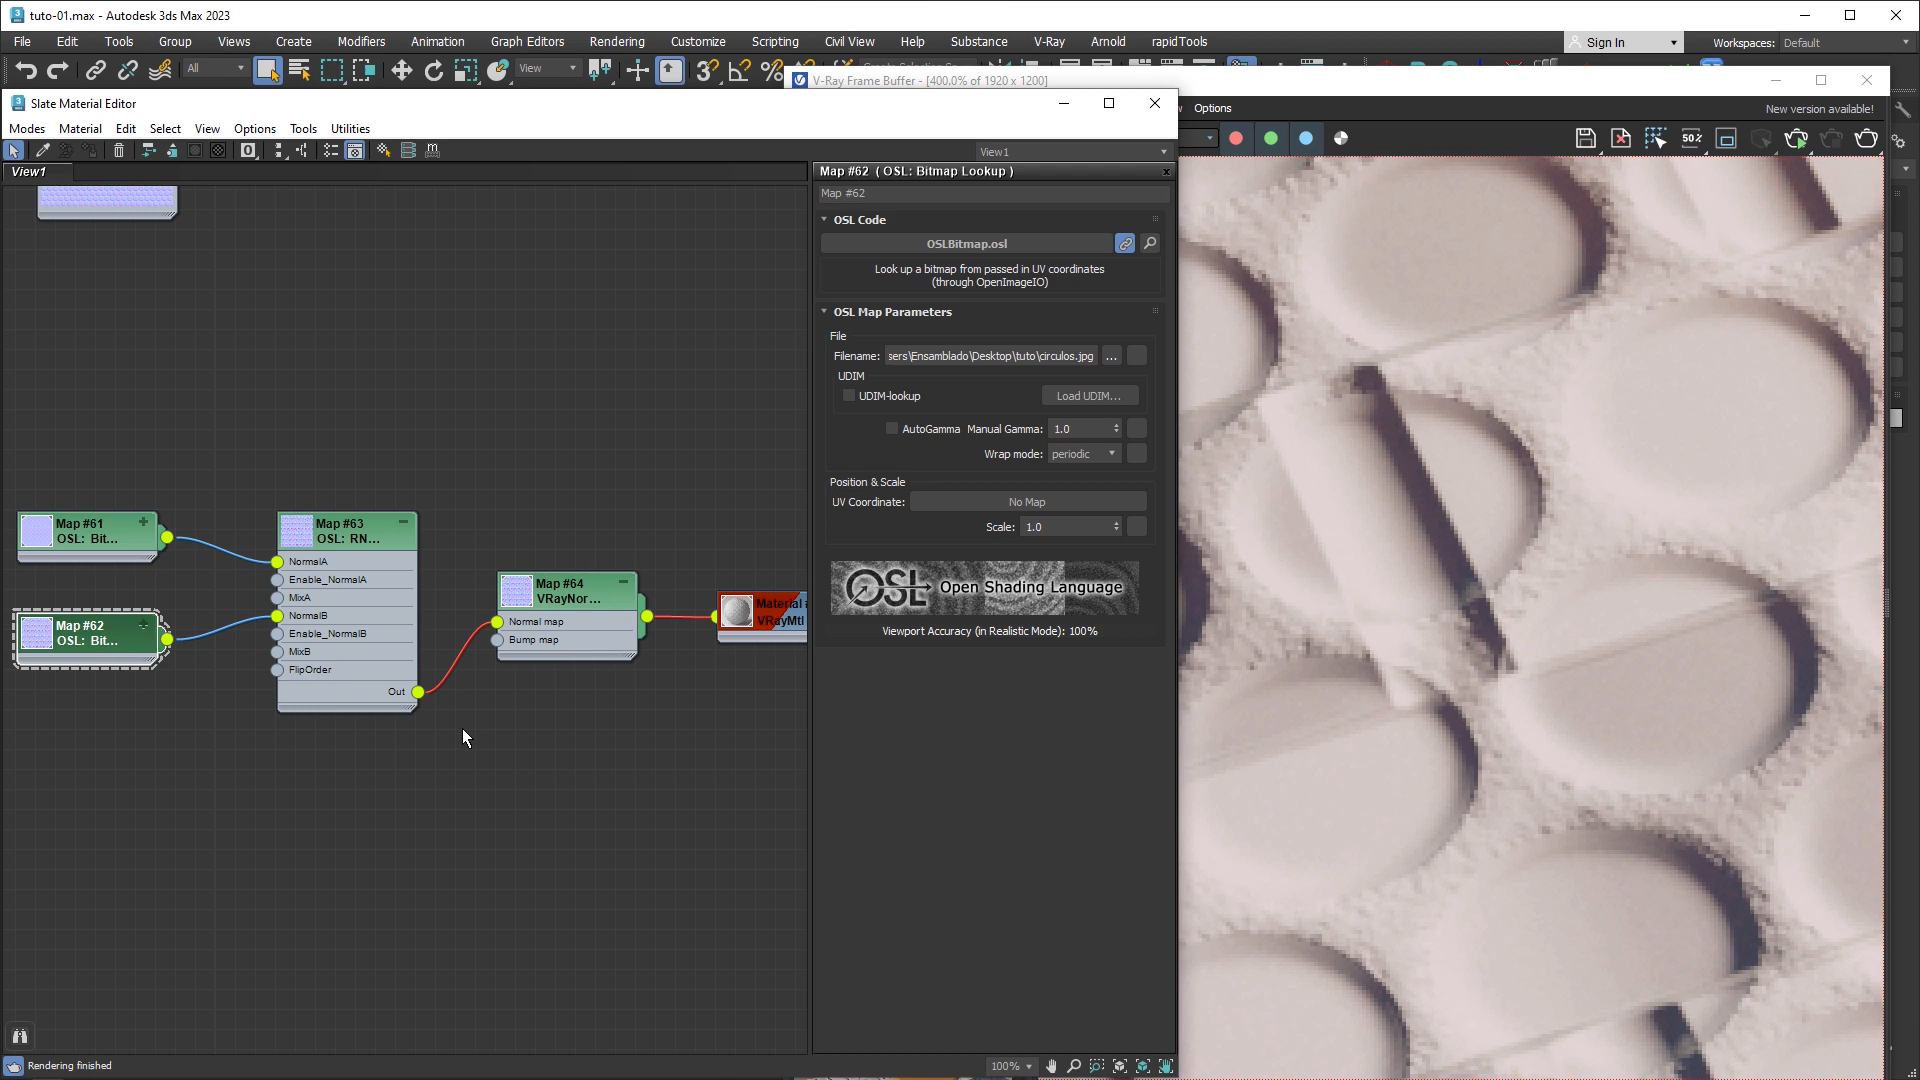 tuto-01.max - Autodesk 3ds Max 2023
File Edit Tools Group Views Create Modifiers Animation Graph Editors Rendering Customize Scripting Civil View Help Substance V-Ray Arnold rapidTools
Sign In
Workspaces: Default
All
View
V-Ray Frame Buffer - [400.0% of 1920 x 1200]
Options
New version available!
50%
Slate Material Editor
Modes Material Edit Select View Options Tools Utilities
View1
View1
Map #62 ( OSL: Bitmap Lookup )
Map #62
OSL Code
OSLBitmap.osl
Look up a bitmap from passed in UV coordinates
(through OpenImageIO)
OSL Map Parameters
File
Filename: sers\Ensamblado\Desktop\tuto\circulos.jpg ...
UDIM
UDIM-lookup Load UDIM...
AutoGamma Manual Gamma: 1.0
Wrap mode: periodic
Position & Scale
UV Coordinate: No Map
Scale: 1.0
OSL Open Shading Language
Viewport Accuracy (in Realistic Mode): 100%
Map #61
OSL: Bit...
Map #62
OSL: Bit...
Map #63
OSL: RN...
NormalA
Enable_NormalA
MixA
NormalB
Enable_NormalB
MixB
FlipOrder
Out
Map #64
VRayNor...
Normal map
Bump map
Material
VRayMtl
Rendering finished
100%